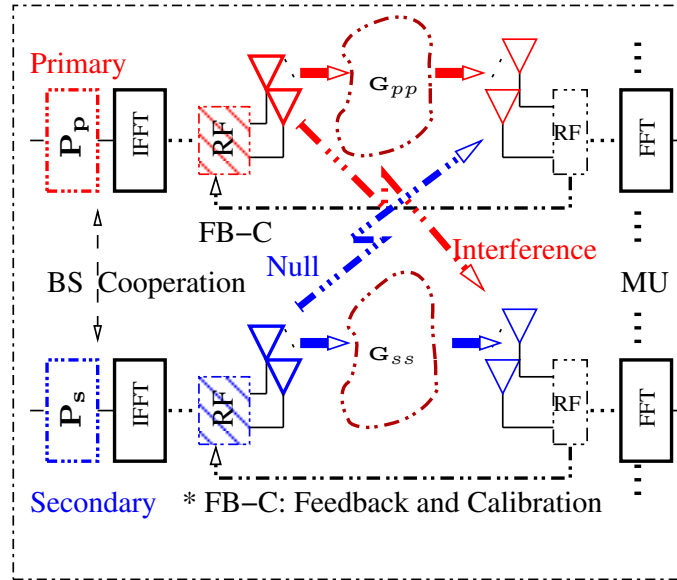 Primary
P_p
IFFT
RF
G_pp
RF
FFT
FB−C
Null
Interference
BS Cooperation
MU
P_s
IFFT
RF
G_ss
RF
FFT
Secondary
* FB−C: Feedback and Calibration